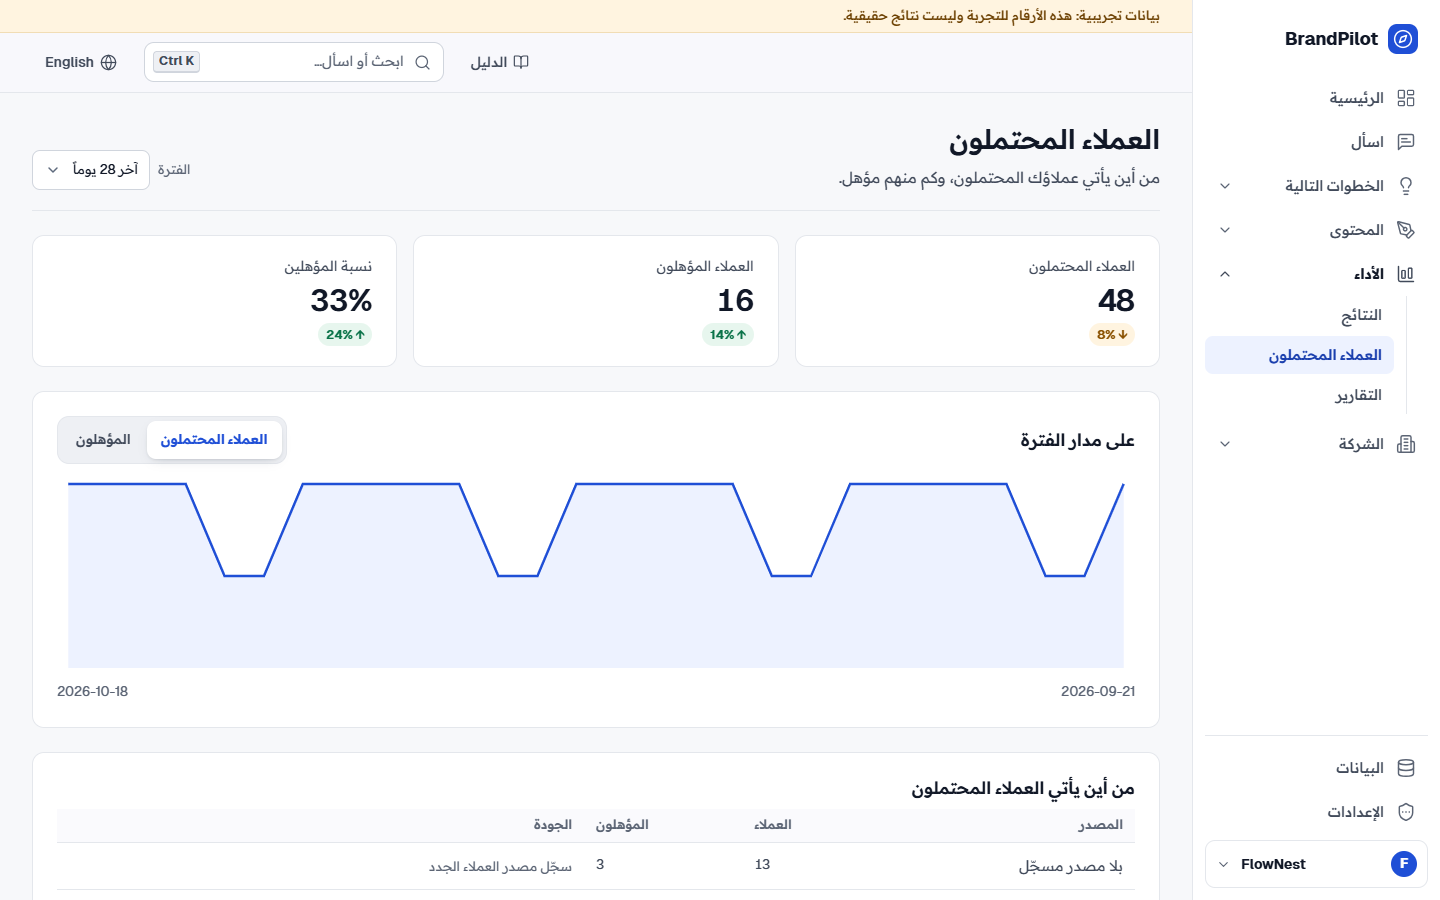 بيانات تجريبية: هذه الأرقام للتجربة وليست نتائج حقيقية.
BrandPilot
الرئيسية
اسأل
الخطوات التالية
المحتوى
الأداء
النتائج
العملاء المحتملون
التقارير
الشركة
البيانات
الإعدادات
F FlowNest
الدليل
ابحث أو اسأل...
Ctrl K
English
العملاء المحتملون
من أين يأتي عملاؤك المحتملون، وكم منهم مؤهل.
الفترة
آخر 28 يوماً
العملاء المحتملون
48
↓ 8%
العملاء المؤهلون
16
↑ 14%
نسبة المؤهلين
33%
↑ 24%
على مدار الفترة
العملاء المحتملون
المؤهلون
2026-09-21
2026-10-18
من أين يأتي العملاء المحتملون
المصدر العملاء المؤهلون الجودة
بلا مصدر مسجّل 13 3 سجّل مصدر العملاء الجدد